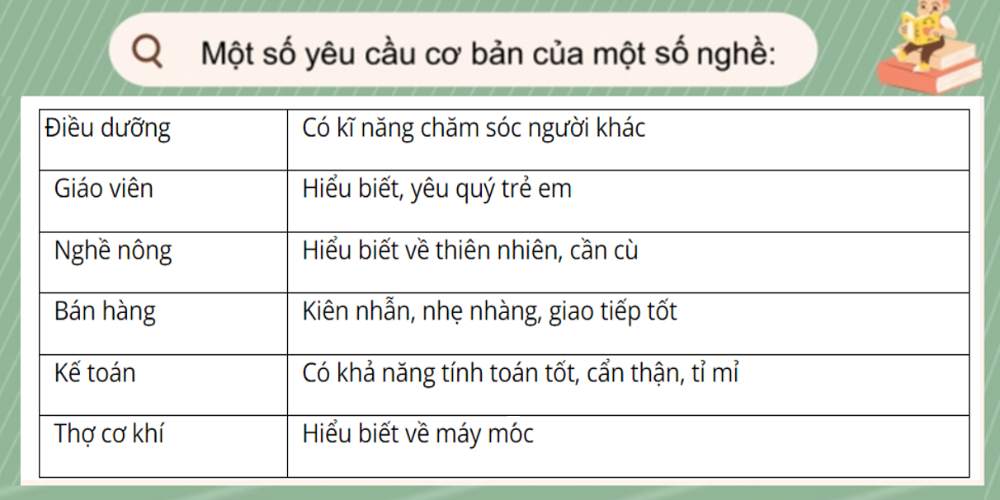 Một số yêu cầu cơ bản của một số nghề:
Điều dưỡng
Có kĩ năng chăm sóc người khác
Giáo viên
Hiểu biết, yêu quý trẻ em
Nghề nông
Hiểu biết về thiên nhiên, cần cù
Bán hàng
Kiên nhẫn, nhẹ nhàng, giao tiếp tốt
Kế toán
Có khả năng tính toán tốt, cẩn thận, tỉ mỉ
Thợ cơ khí
Hiểu biết về máy móc